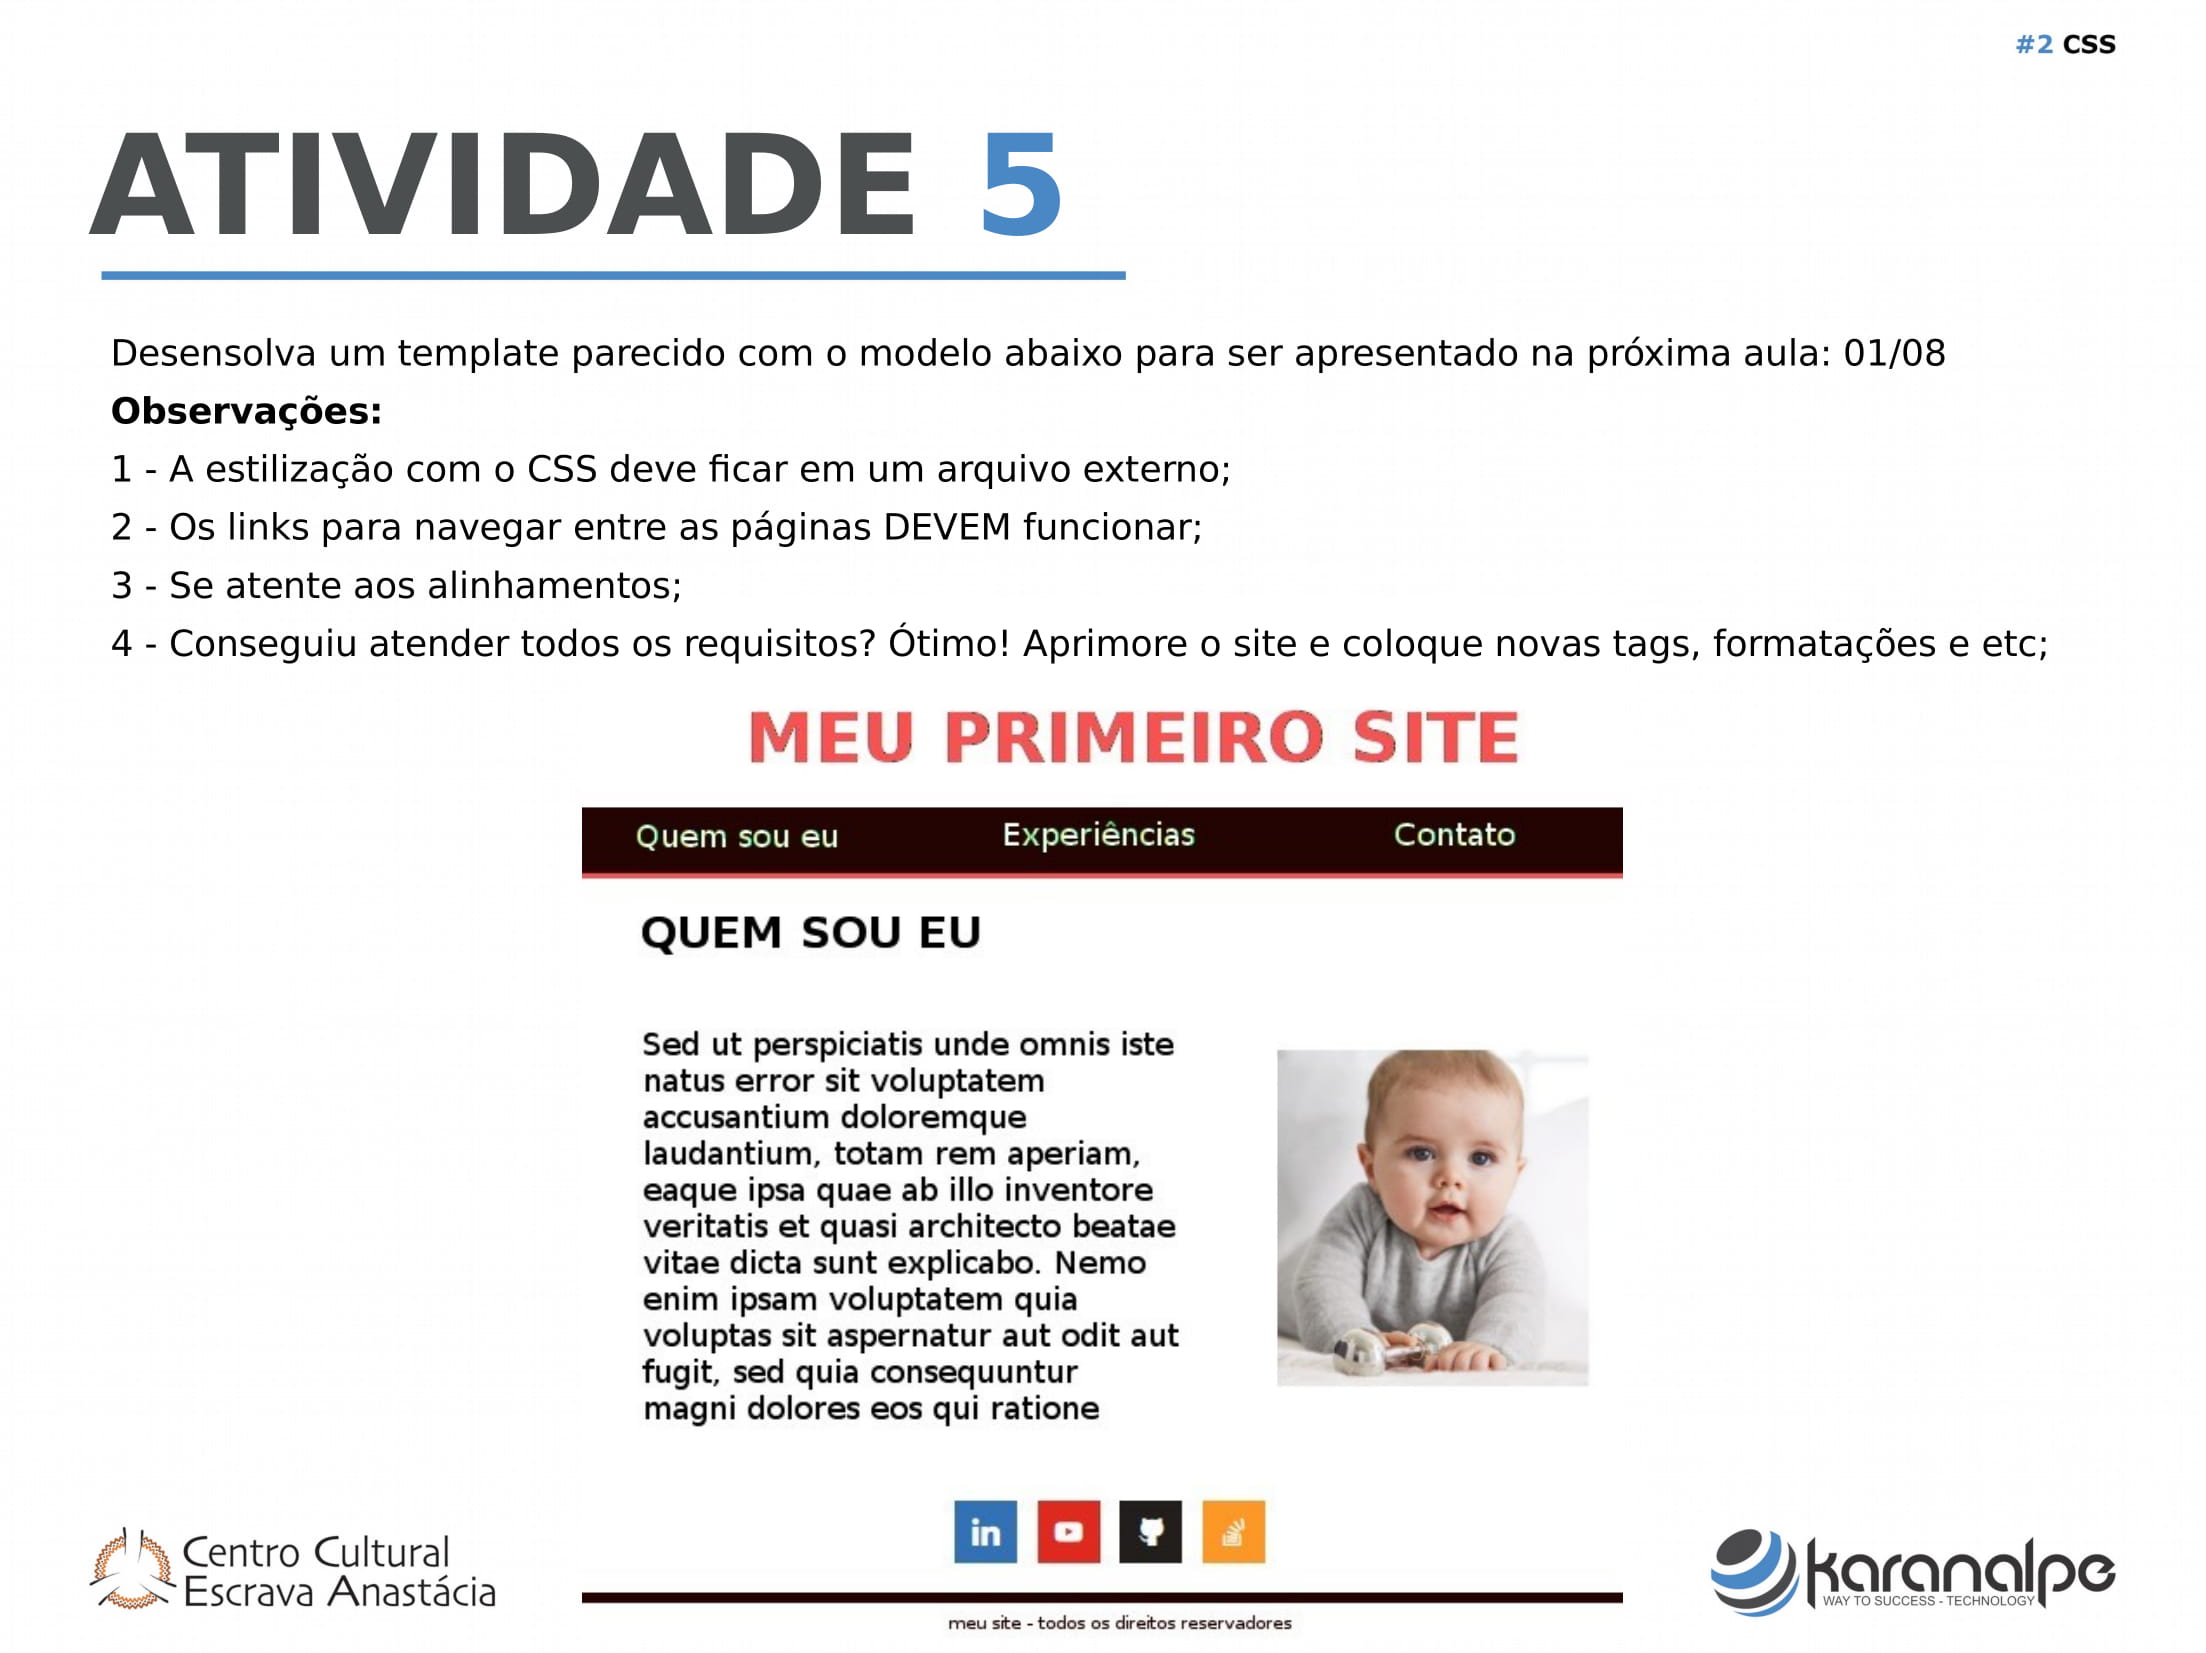 #2 CSS
ATIVIDADE 5
Desensolva um template parecido com o modelo abaixo para ser apresentado na próxima aula: 01/08
Observações:
1 - A estilização com o CSS deve ficar em um arquivo externo;
2 - Os links para navegar entre as páginas DEVEM funcionar;
3 - Se atente aos alinhamentos;
4 - Conseguiu atender todos os requisitos? Ótimo! Aprimore o site e coloque novas tags, formatações e etc;
MEU PRIMEIRO SITE
Quem sou eu Experiências Contato
QUEM SOU EU
Sed ut perspiciatis unde omnis iste
natus error sit voluptatem
accusantium doloremque
laudantium, totam rem aperiam,
eaque ipsa quae ab illo inventore
veritatis et quasi architecto beatae
vitae dicta sunt explicabo. Nemo
enim ipsam voluptatem quia
voluptas sit aspernatur aut odit aut
fugit, sed quia consequuntur
magni dolores eos qui ratione
in
meu site - todos os direitos reservadores
Centro Cultural
Escrava Anastácia
karanalpe
WAY TO SUCCESS - TECHNOLOGY